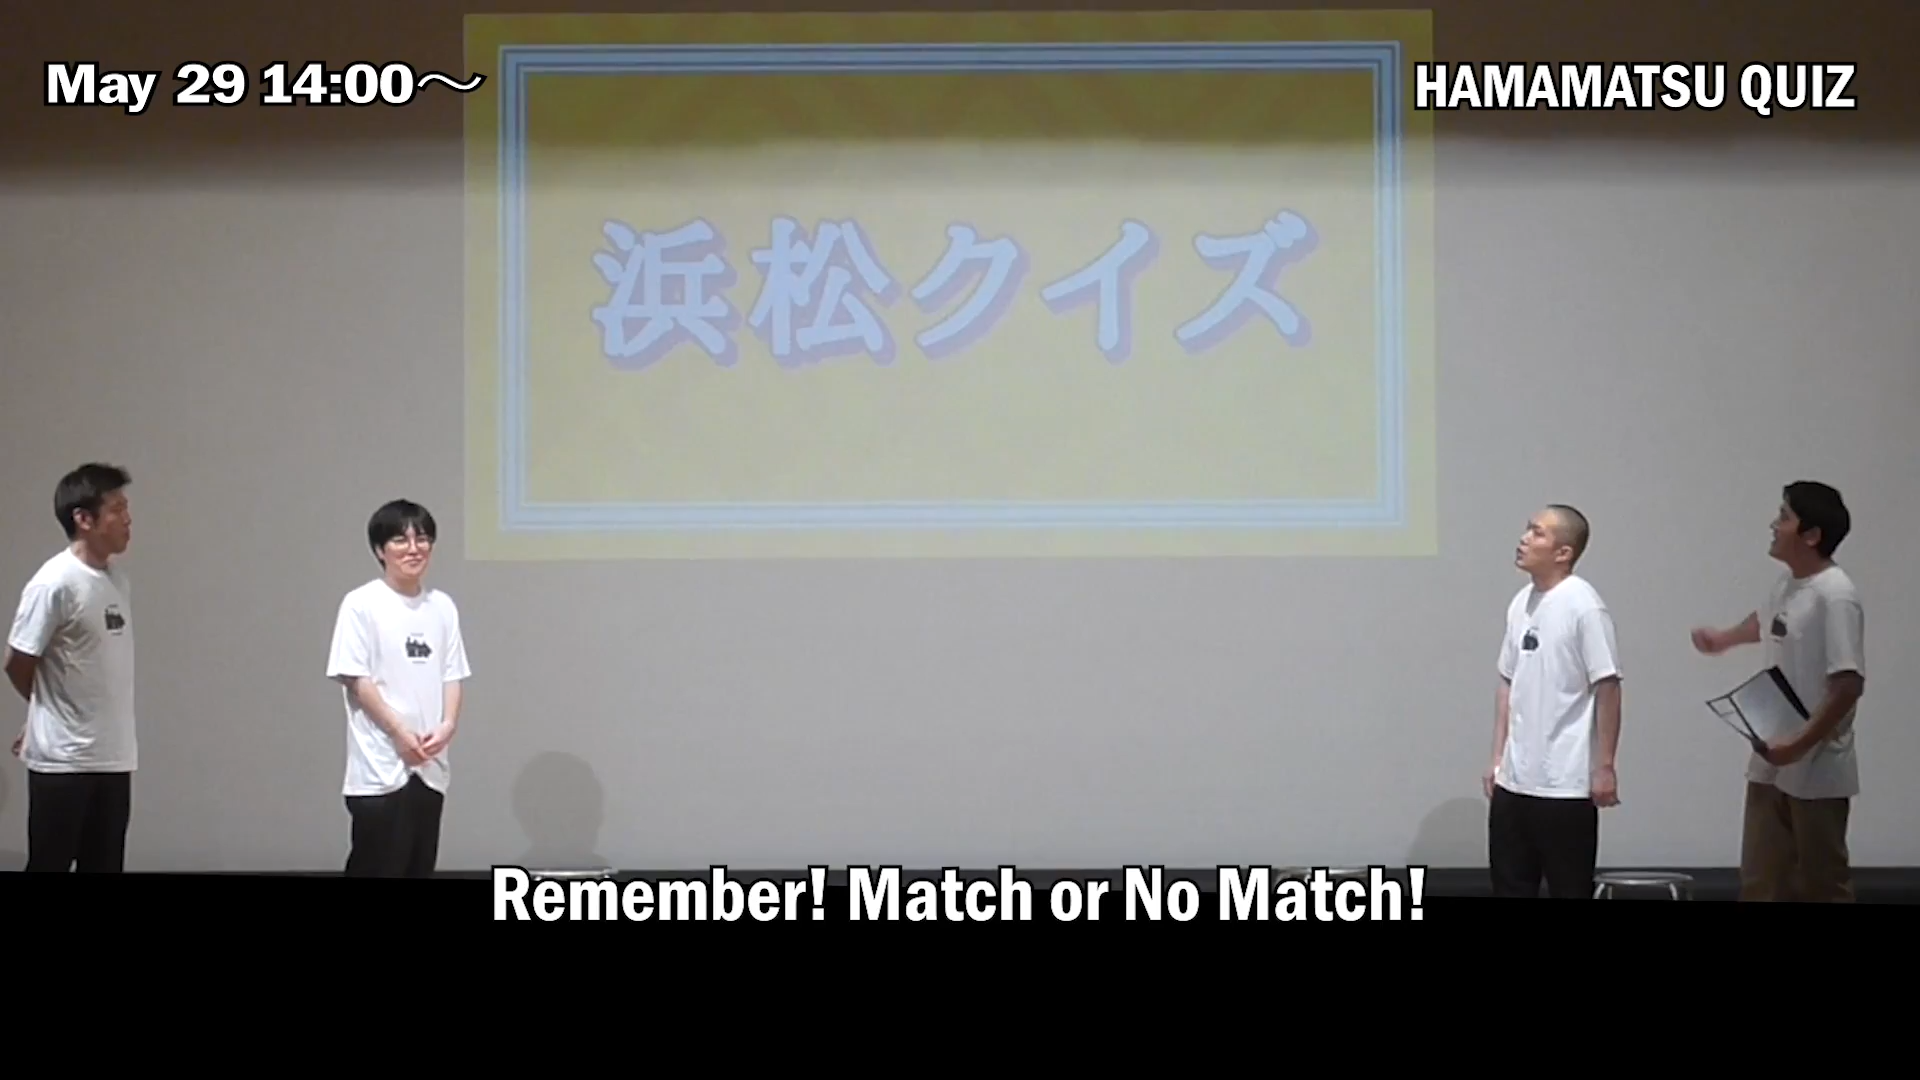 May 29 14:00〜
HAMAMATSU QUIZ
浜松クイズ
Remember! Match or No Match!